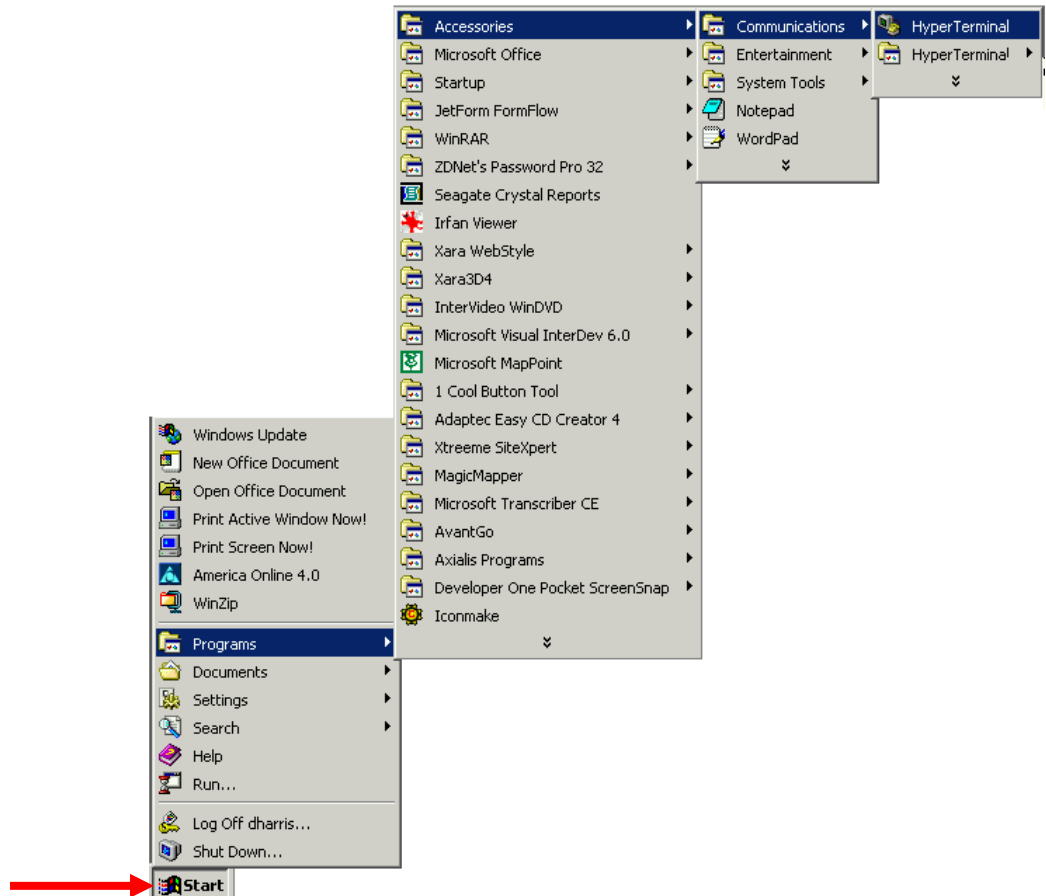 Accessories
Microsoft Office
Startup
JetForm FormFlow
WinRAR
ZDNet's Password Pro 32
Seagate Crystal Reports
Irfan Viewer
Xara WebStyle
Xara3D4
InterVideo WinDVD
Microsoft Visual InterDev 6.0
Microsoft MapPoint
1 Cool Button Tool
Adaptec Easy CD Creator 4
Xtreeme SiteXpert
MagicMapper
Microsoft Transcriber CE
AvantGo
Axialis Programs
Developer One Pocket ScreenSnap
Iconmake
Communications
Entertainment
System Tools
Notepad
WordPad
HyperTerminal
HyperTerminal
Windows Update
New Office Document
Open Office Document
Print Active Window Now!
Print Screen Now!
America Online 4.0
WinZip
Programs
Documents
Settings
Search
Help
Run...
Log Off dharris...
Shut Down...
Start